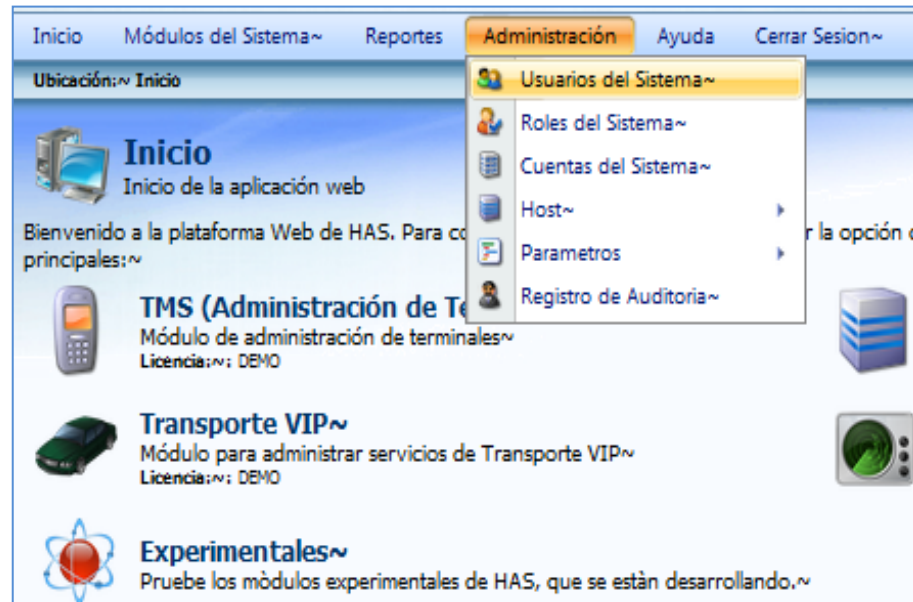 Inicio Módulos del Sistema~ Reportes Administración Ayuda Cerrar Sesion~
Ubicación:~ Inicio
Usuarios del Sistema~
Roles del Sistema~
Cuentas del Sistema~
Host~
Parametros
Registro de Auditoria~
Inicio
Inicio de la aplicación web
Bienvenido a la plataforma Web de HAS. Para r la opción
principales:~
TMS (Administración de
Módulo de administración de terminales~
Licencia:~: DEMO
Transporte VIP~
Módulo para administrar servicios de Transporte VIP~
Licencia:~: DEMO
Experimentales~
Pruebe los mòdulos experimentales de HAS, que se estàn desarrollando.~